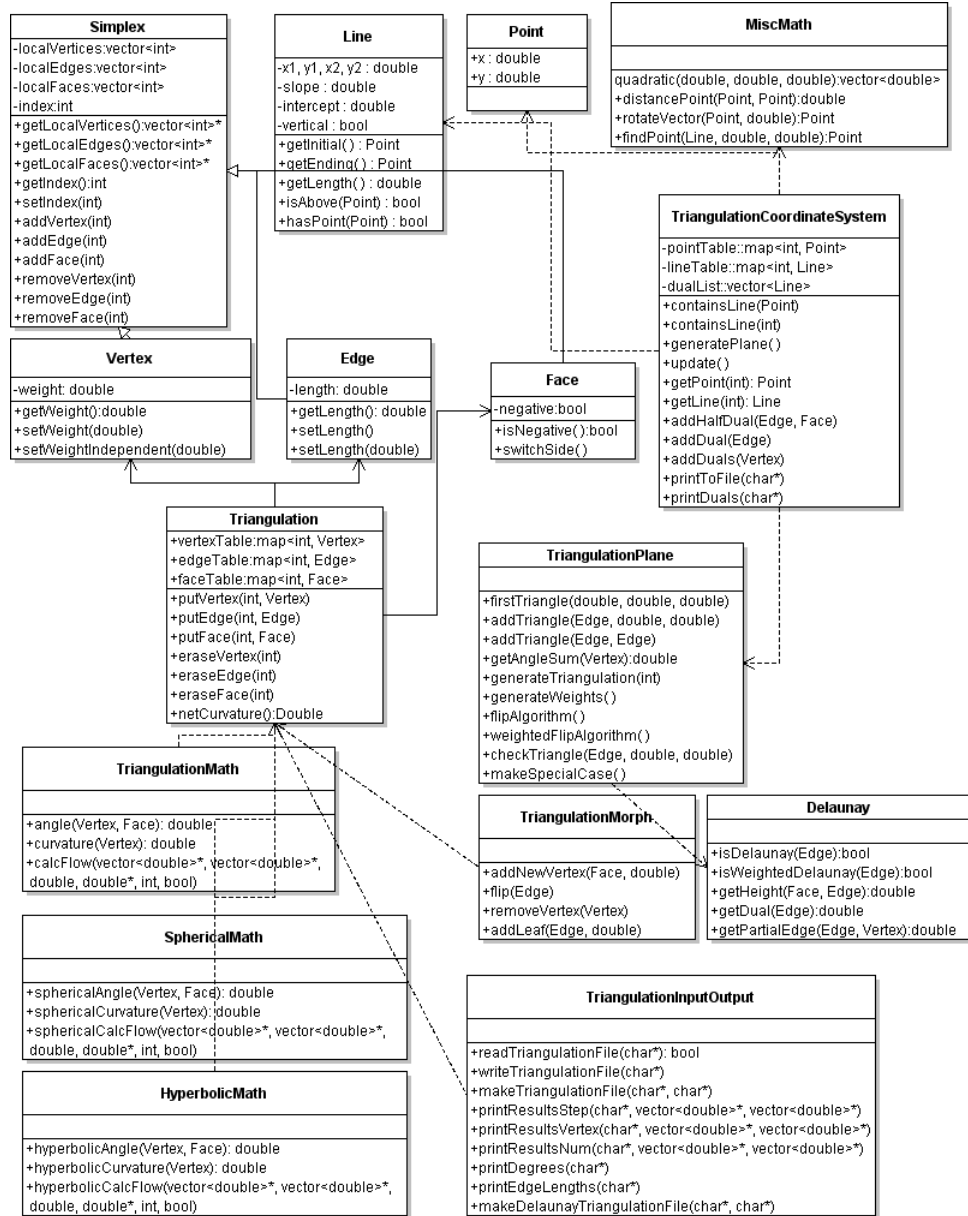 Simplex
-localVertices:vector<int>
-localEdges:vector<int>
-localFaces:vector<int>
-index:int
+getLocalVertices():vector<int>*
+getLocalEdges():vector<int>*
+getLocalFaces():vector<int>*
+getIndex():int
+setIndex(int)
+addVertex(int)
+addEdge(int)
+addFace(int)
+removeVertex(int)
+removeEdge(int)
+removeFace(int)
Line
-x1, y1, x2, y2 : double
-slope : double
-intercept : double
-vertical : bool
+getInitial() : Point
+getEnding() : Point
+getLength() : double
+isAbove(Point) : bool
+hasPoint(Point) : bool
Point
+x : double
+y : double
MiscMath
quadratic(double, double, double):vector<double>
+distancePoint(Point, Point):double
+rotateVector(Point, double):Point
+findPoint(Line, double, double):Point
TriangulationCoordinateSystem
-pointTable::map<int, Point>
-lineTable::map<int, Line>
-dualList::vector<Line>
+containsLine(Point)
+containsLine(int)
+generatePlane()
+update()
+getPoint(int): Point
+getLine(int): Line
+addHalfDual(Edge, Face)
+addDual(Edge)
+addDuals(Vertex)
+printToFile(char*)
+printDuals(char*)
Vertex
-weight: double
+getWeight():double
+setWeight(double)
+setWeightIndependent(double)
Edge
-length: double
+getLength(): double
+setLength()
+setLength(double)
Face
-negative:bool
+isNegative():bool
+switchSide()
Triangulation
+vertexTable:map<int, Vertex>
+edgeTable:map<int, Edge>
+faceTable:map<int, Face>
+putVertex(int, Vertex)
+putEdge(int, Edge)
+putFace(int, Face)
+eraseVertex(int)
+eraseEdge(int)
+eraseFace(int)
+netCurvature():Double
TriangulationPlane
+firstTriangle(double, double, double)
+addTriangle(Edge, double, double)
+addTriangle(Edge, Edge)
+getAngleSum(Vertex):double
+generateTriangulation(int)
+generateWeights()
+flipAlgorithm()
+weightedFlipAlgorithm()
+checkTriangle(Edge, double, double)
+makeSpecialCase()
TriangulationMath
+angle(Vertex, Face): double
+curvature(Vertex): double
+calcFlow(vector<double>*, vector<double>*,
double, double*, int, bool)
TriangulationMorph
+addNewVertex(Face, double)
+flip(Edge)
+removeVertex(Vertex)
+addLeaf(Edge, double)
Delaunay
+isDelaunay(Edge):bool
+isWeightedDelaunay(Edge):bool
+getHeight(Face, Edge):double
+getDual(Edge):double
+getPartialEdge(Edge, Vertex):double
SphericalMath
+sphericalAngle(Vertex, Face): double
+sphericalCurvature(Vertex): double
+sphericalCalcFlow(vector<double>*, vector<double>*,
double, double*, int, bool)
HyperbolicMath
+hyperbolicAngle(Vertex, Face): double
+hyperbolicCurvature(Vertex): double
+hyperbolicCalcFlow(vector<double>*, vector<double>*,
double, double*, int, bool)
TriangulationInputOutput
+readTriangulationFile(char*): bool
+writeTriangulationFile(char*)
+makeTriangulationFile(char*, char*)
+printResultsStep(char*, vector<double>*, vector<double>*)
+printResultsVertex(char*, vector<double>*, vector<double>*)
+printResultsNum(char*, vector<double>*, vector<double>*)
+printDegrees(char*)
+printEdgeLengths(char*)
+makeDelaunayTriangulationFile(char*, char*)